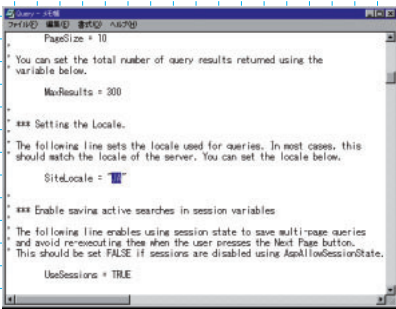 Query - メモ帳
ファイル(F) 編集(E) 書式(O) ヘルプ(H)
PageSize = 10
'
' You can set the total number of query results returned using the
' variable below.
MaxResults = 300
'
' *** Setting the Locale.
'
' The following line sets the locale used for queries. In most cases, this
' should match the locale of the server. You can set the locale below.
SiteLocale = "JA"
'
' *** Enable saving active searches in session variables
'
' The following line enables using session state to save multi-page queries
' and avoid re-executing them when the user presses the Next Page button.
' This should be set FALSE if sessions are disabled using AspAllowSessionState.
UseSessions = TRUE